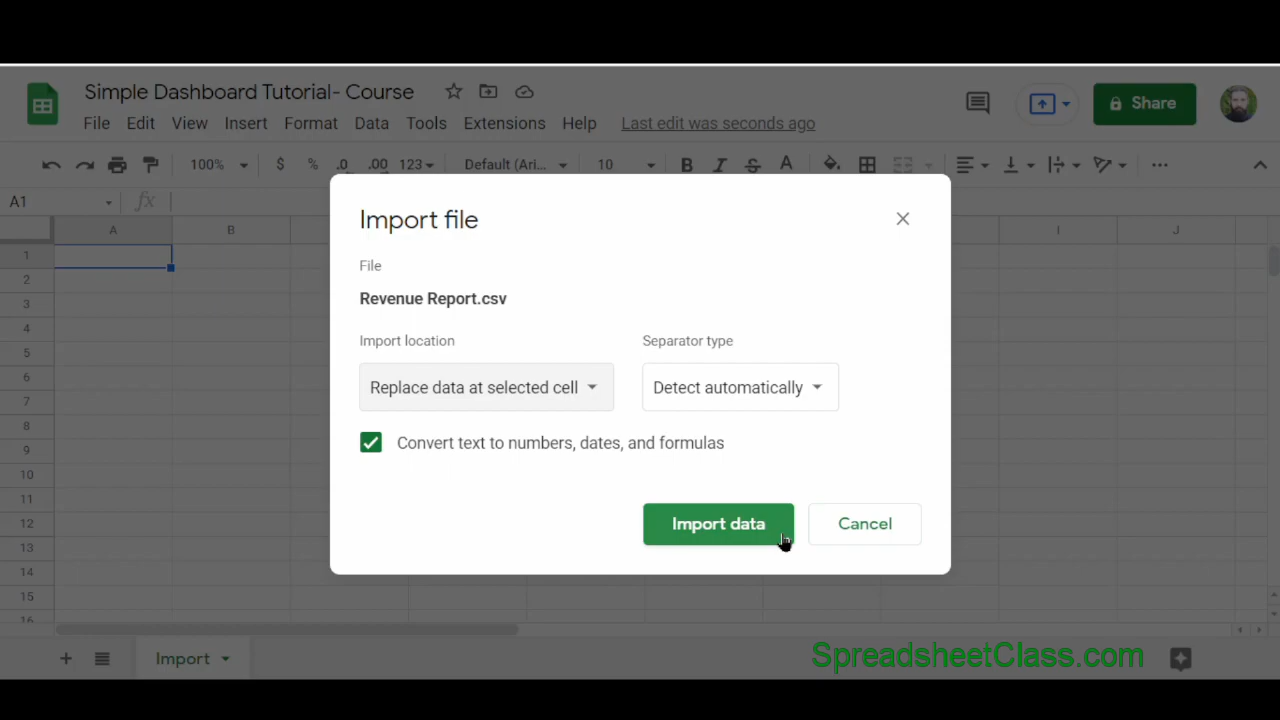 Simple Dashboard Tutorial- Course
Share
File Edit View Insert Format Data Tools Extensions Help Last edit was seconds ago
100% $ % .0 .00 123 Default (Ari... 10 B I S A
A1 fx
A B I J
1
2
3
4
5
6
7
8
9
10
11
12
13
14
15
16
Import file
File
Revenue Report.csv
Import location Separator type
Replace data at selected cell Detect automatically
Convert text to numbers, dates, and formulas
Import data Cancel
Import
SpreadsheetClass.com